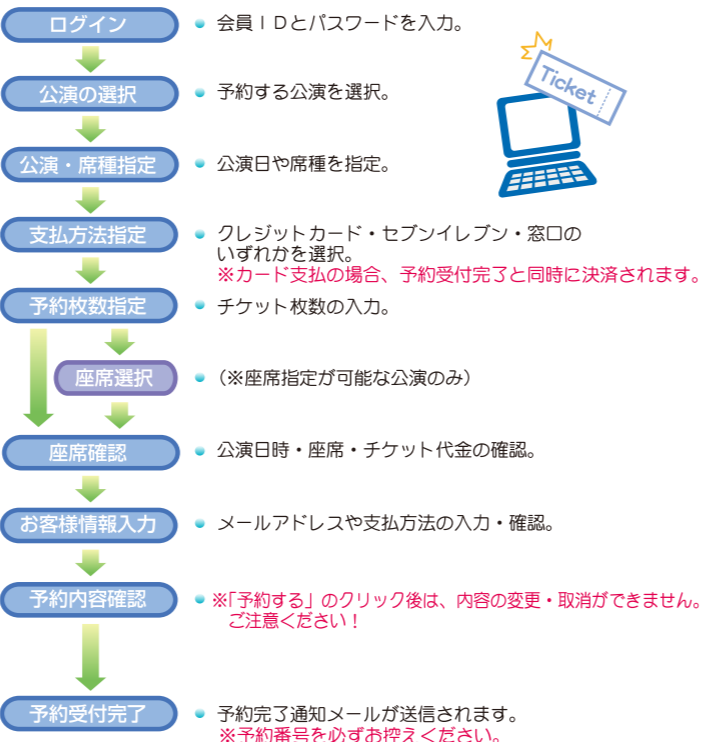 ログイン
会員IDとパスワードを入力。
Ticket
公演の選択
予約する公演を選択。
公演・席種指定
公演日や席種を指定。
支払方法指定
クレジットカード・セブンイレブン・窓口の
いずれかを選択。
※カード支払の場合、予約受付完了と同時に決済されます。
予約枚数指定
チケット枚数の入力。
座席選択
(※座席指定が可能な公演のみ)
座席確認
公演日時・座席・チケット代金の確認。
お客様情報入力
メールアドレスや支払方法の入力・確認。
予約内容確認
※「予約する」のクリック後は、内容の変更・取消ができません。
ご注意ください!
予約受付完了
予約完了通知メールが送信されます。
※予約番号を必ずお控えください。